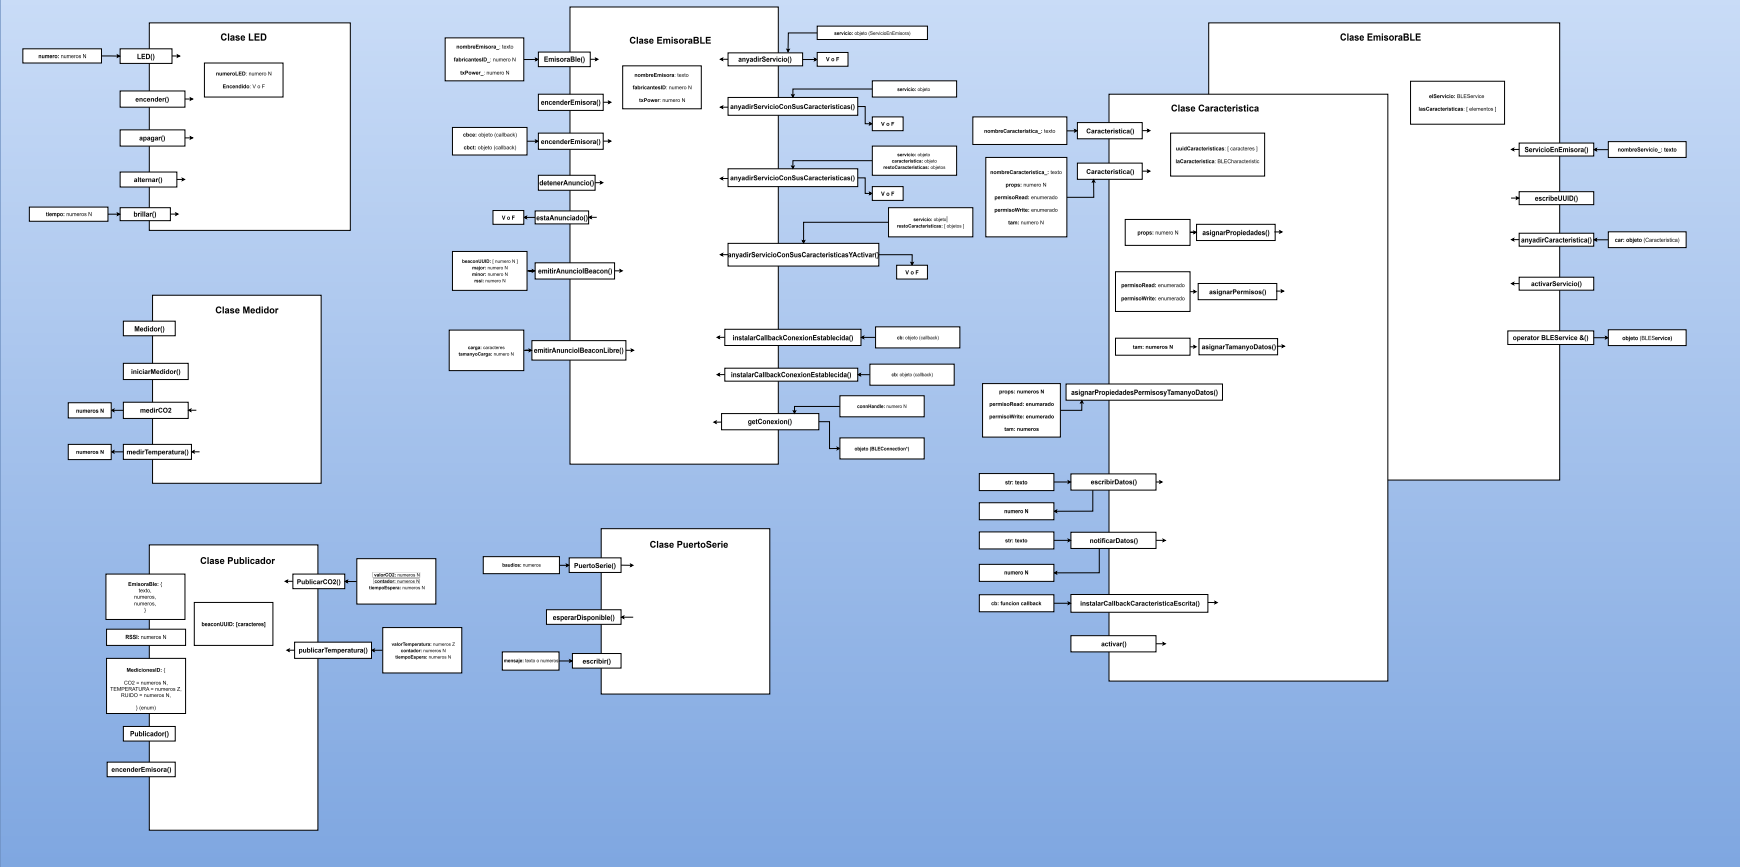 Clase LED
numero: numeros N
LED()
numeroLED: numero N
Encendido: V o F
encender()
apagar()
alternar()
tiempo: numeros N
brillar()
Clase Medidor
Medidor()
iniciarMedidor()
numeros N
medirCO2
numeros N
medirTemperatura()
Clase Publicador
EmisoraBle: {
texto,
numeros,
numeros,
}
beaconUUID: [caracteres]
RSSI: numeros N
MedicionesID: {
CO2 = numeros N,
TEMPERATURA = numeros Z,
RUIDO = numeros N,
} (enum)
Publicador()
encenderEmisora()
PublicarCO2()
valorCO2: numeros N
contador: numeros N
tiempoEspera: numeros N
publicarTemperatura()
valorTemperatura: numeros Z
contador: numeros N
tiempoEspera: numeros N
Clase EmisoraBLE
nombreEmisora_: texto
fabricantesID_: numero N
txPower_: numero N
EmisoraBle()
nombreEmisora: texto
fabricantesID: numero N
txPower: numero N
encenderEmisora()
cbce: objeto (callback)
cbct: objeto (callback)
encenderEmisora()
detenerAnuncio()
V o F
estaAnunciado()
beaconUUID: [ numero N ]
major: numero N
minor: numero N
rssi: numero N
emitirAnuncioIBeacon()
carga: caracteres
tamanyoCarga: numero N
emitirAnuncioIBeaconLibre()
servicio: objeto (ServicioEnEmisora)
anyadirServicio()
V o F
servicio: objeto
anyadirServicioConSusCaracteristicas()
V o F
servicio: objeto
caracteristica: objeto
restoCaracteristicas: objetos
anyadirServicioConSusCaracteristicas()
V o F
servicio: objeto
restoCaracteristicas: [ objetos ]
anyadirServicioConSusCaracteristicasYActivar()
V o F
instalarCallbackConexionEstablecida()
cb: objeto (callback)
instalarCallbackConexionEstablecida()
cb: objeto (callback)
connHandle: numero N
getConexion()
objeto (BLEConnection*)
Clase PuertoSerie
baudios: numeros
PuertoSerie()
esperarDisponible()
mensaje: texto o numeros
escribir()
Clase EmisoraBLE
elServicio: BLEService
lasCaracteristicas: [ elementos ]
ServicioEnEmisora()
nombreServicio_: texto
escribeUUID()
anyadirCaracteristica()
car: objeto (Caracteristica)
activarServicio()
operator BLEService &()
objeto (BLEService)
Clase Caracteristica
nombreCaracteristica_: texto
Caracteristica()
uuidCaracteristicas: [ caracteres ]
laCaracteristica: BLECharacteristic
nombreCaracteristica_: texto
props: numero N
permisoRead: enumerado
permisoWrite: enumerado
tam: numero N
Caracteristica()
props: numero N
asignarPropiedades()
permisoRead: enumerado
permisoWrite: enumerado
asignarPermisos()
tam: numeros N
asignarTamanyoDatos()
props: numeros N
permisoRead: enumarado
permisoWrite: enumerado
tam: numeros
asignarPropiedadesPermisosyTamanyoDatos()
str: texto
escribirDatos()
numero N
str: texto
notificarDatos()
numero N
cb: funcion callback
instalarCallbackCaracteristicaEscrita()
activar()